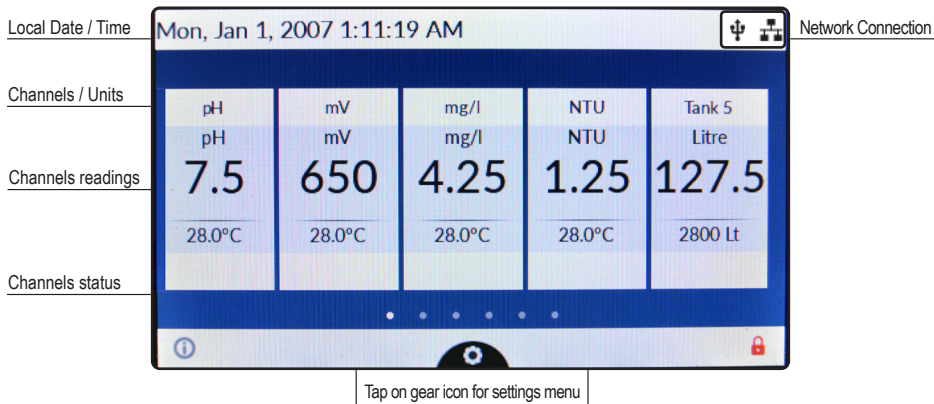 Local Date / Time
Mon, Jan 1, 2007 1:11:19 AM
Network Connection
Channels / Units
pH mV mg/l NTU Tank 5
pH mV mg/l NTU Litre
Channels readings
7.5 650 4.25 1.25 127.5
28.0°C 28.0°C 28.0°C 28.0°C 2800 Lt
Channels status
Tap on gear icon for settings menu